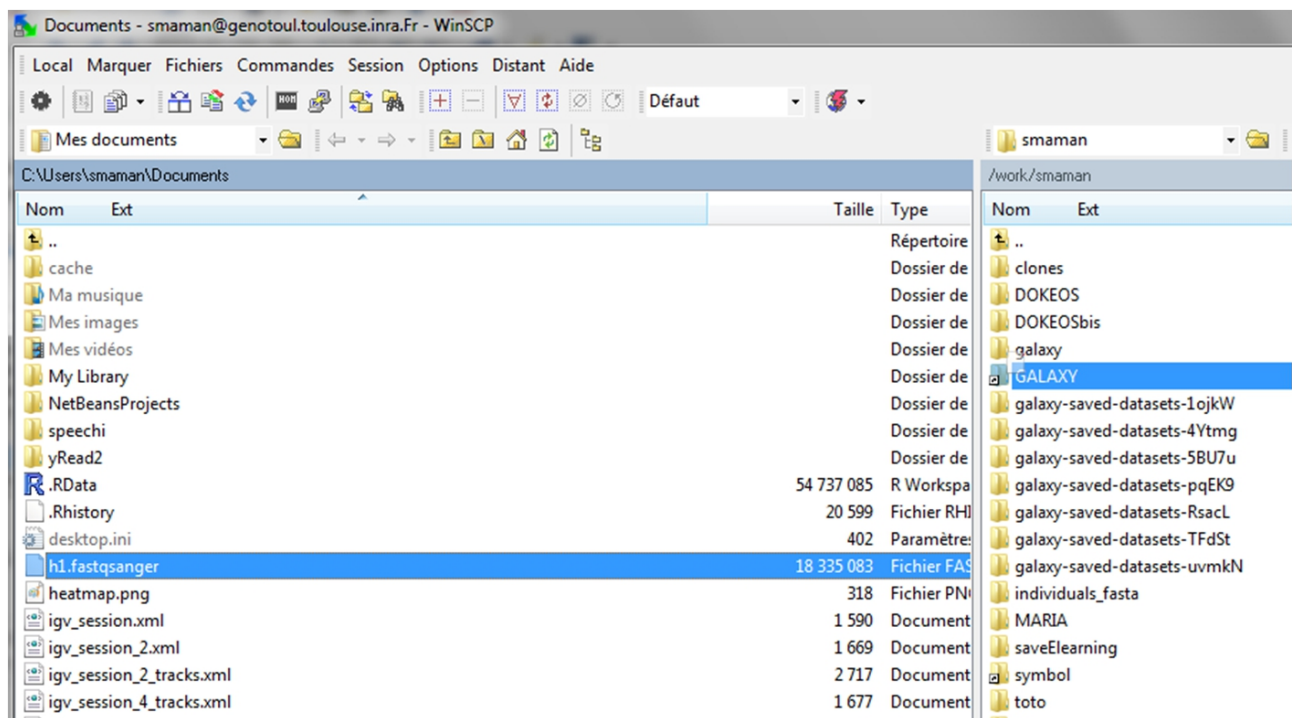 Documents - smaman@genotoul.toulouse.inra.Fr - WinSCP
Local Marquer Fichiers Commandes Session Options Distant Aide
Défaut
Mes documents
smaman
C:\Users\smaman\Documents
/work/smaman
Nom Ext Taille Type
Nom Ext
.. Répertoire
..
cache Dossier de
clones
Ma musique Dossier de
DOKEOS
Mes images Dossier de
DOKEOSbis
Mes vidéos Dossier de
galaxy
My Library Dossier de
GALAXY
NetBeansProjects Dossier de
galaxy-saved-datasets-1ojkW
speechi Dossier de
galaxy-saved-datasets-4Ytmg
yRead2 Dossier de
galaxy-saved-datasets-5BU7u
.RData 54 737 085 R Workspa
galaxy-saved-datasets-pqEK9
.Rhistory 20 599 Fichier RHI
galaxy-saved-datasets-RsacL
desktop.ini 402 Paramètres
galaxy-saved-datasets-TFdSt
h1.fastqsanger 18 335 083 Fichier FAS
galaxy-saved-datasets-uvmkN
heatmap.png 318 Fichier PN
individuals_fasta
igv_session.xml 1 590 Document
MARIA
igv_session_2.xml 1 669 Document
saveElearning
igv_session_2_tracks.xml 2 717 Document
symbol
igv_session_4_tracks.xml 1 677 Document
toto